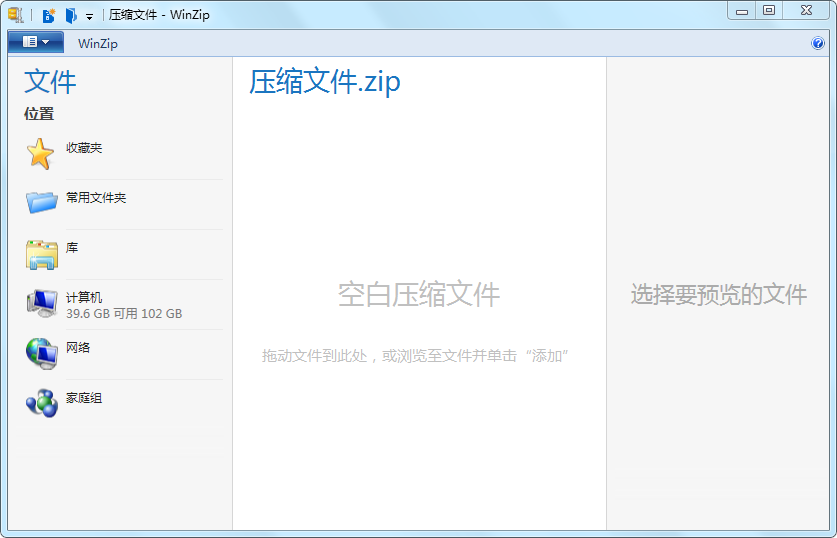 压缩文件 - WinZip
WinZip
文件
位置
收藏夹
常用文件夹
库
计算机
39.6 GB 可用 102 GB
网络
家庭组
压缩文件.zip
空白压缩文件
拖动文件到此处，或浏览至文件并单击“添加”
选择要预览的文件